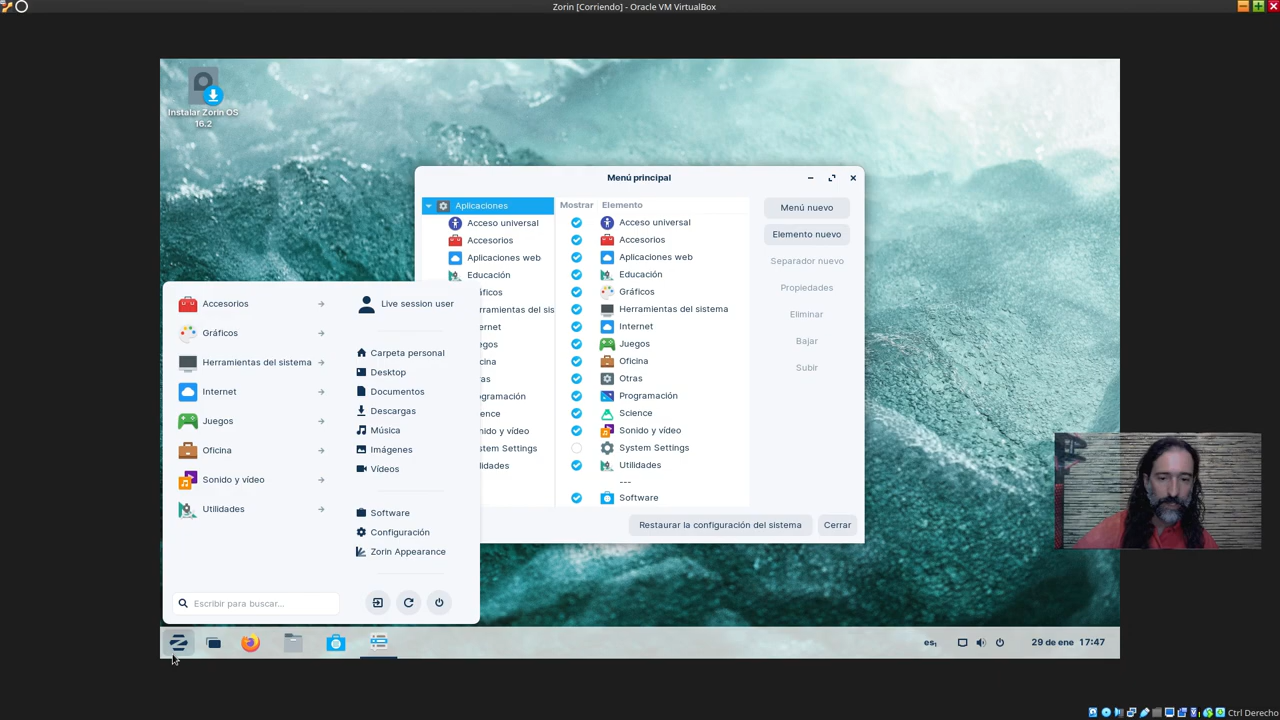 Zorin [Corriendo] - Oracle VM VirtualBox
Instalar Zorin OS
16.2
Menú principal
Aplicaciones
Acceso universal
Accesorios
Aplicaciones web
Educación
áficos
rramientas del sis
ernet
egos
cina
ras
ogramación
ience
nido y vídeo
stem Settings
ilidades
Mostrar
Elemento
Acceso universal
Accesorios
Aplicaciones web
Educación
Gráficos
Herramientas del sistema
Internet
Juegos
Oficina
Otras
Programación
Science
Sonido y vídeo
System Settings
Utilidades
---
Software
Menú nuevo
Elemento nuevo
Separador nuevo
Propiedades
Eliminar
Bajar
Subir
Restaurar la configuración del sistema
Cerrar
Accesorios
Gráficos
Herramientas del sistema
Internet
Juegos
Oficina
Sonido y vídeo
Utilidades
Escribir para buscar...
Live session user
Carpeta personal
Desktop
Documentos
Descargas
Música
Imágenes
Vídeos
Software
Configuración
Zorin Appearance
es₁
29 de ene 17:47
Ctrl Derecho